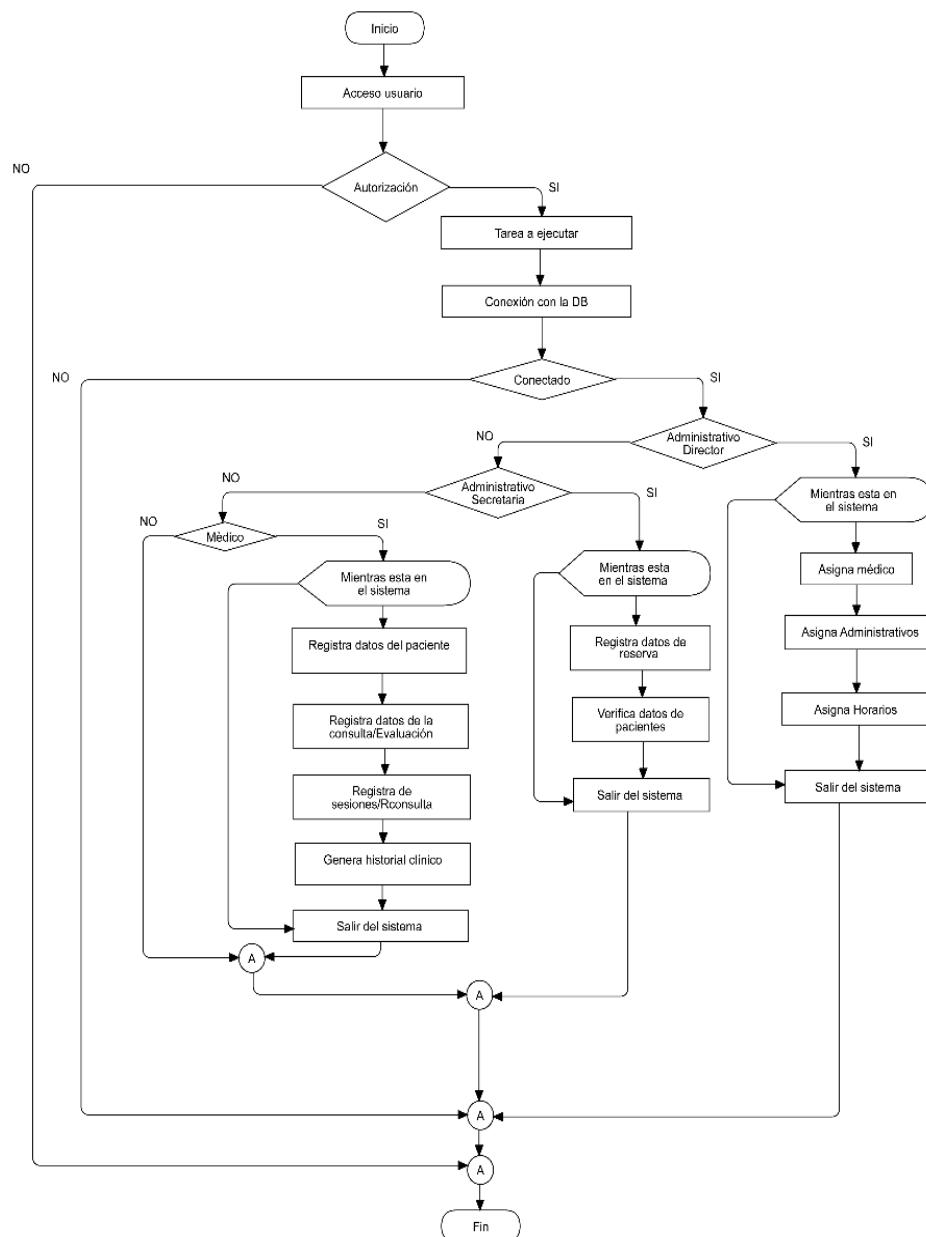 Inicio
Acceso usuario
NO
Autorización
SI
Tarea a ejecutar
Conexión con la DB
NO
Conectado
SI
NO
Administrativo
Director
SI
NO
Administrativo
Secretaria
SI
Mientras esta en
el sistema
NO
Mèdico
SI
Mientras esta en
el sistema
Mientras esta
en el sistema
Asigna médico
Registra datos del paciente
Registra datos de
reserva
Asigna Administrativos
Registra datos de la
consulta/Evaluación
Verifica datos de
pacientes
Asigna Horarios
Registra de
sesiones/Rconsulta
Salir del sistema
Salir del sistema
Genera historial clínico
Salir del sistema
A
A
A
A
Fin